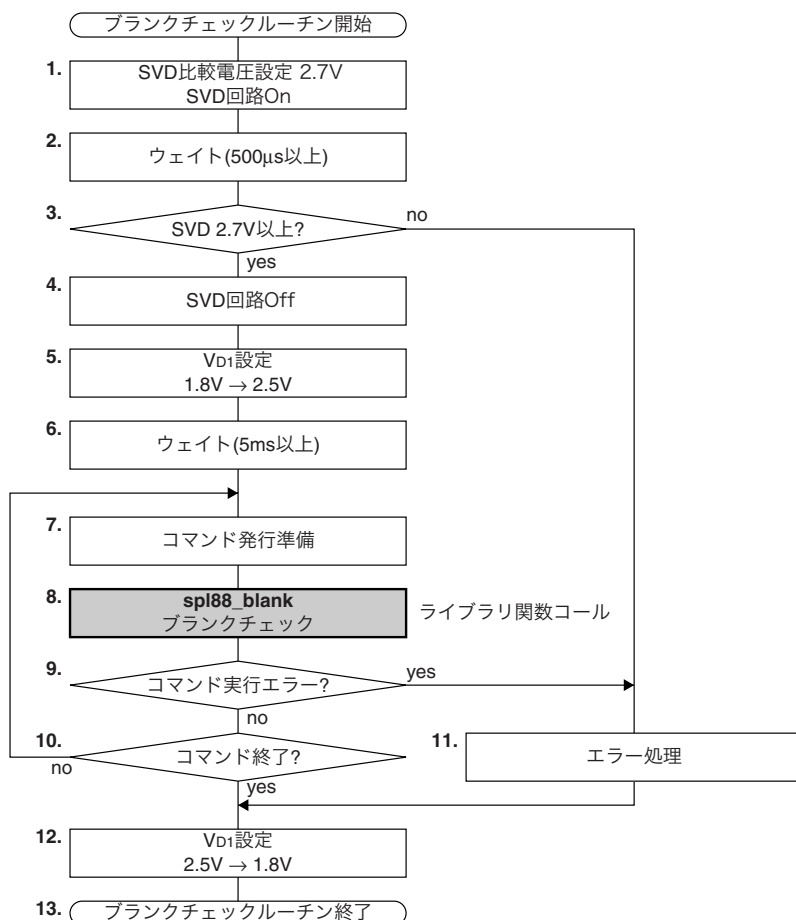 ブランクチェックルーチン開始
1.
SVD比較電圧設定 2.7V
SVD回路On
2.
ウェイト(500μs以上)
3.
SVD 2.7V以上?
no
yes
4.
SVD回路Off
5.
VD1設定
1.8V → 2.5V
6.
ウェイト(5ms以上)
7.
コマンド発行準備
8.
spl88_blank
ブランクチェック
ライブラリ関数コール
9.
コマンド実行エラー?
yes
no
10.
コマンド終了?
no
yes
11.
エラー処理
12.
VD1設定
2.5V → 1.8V
13.
ブランクチェックルーチン終了